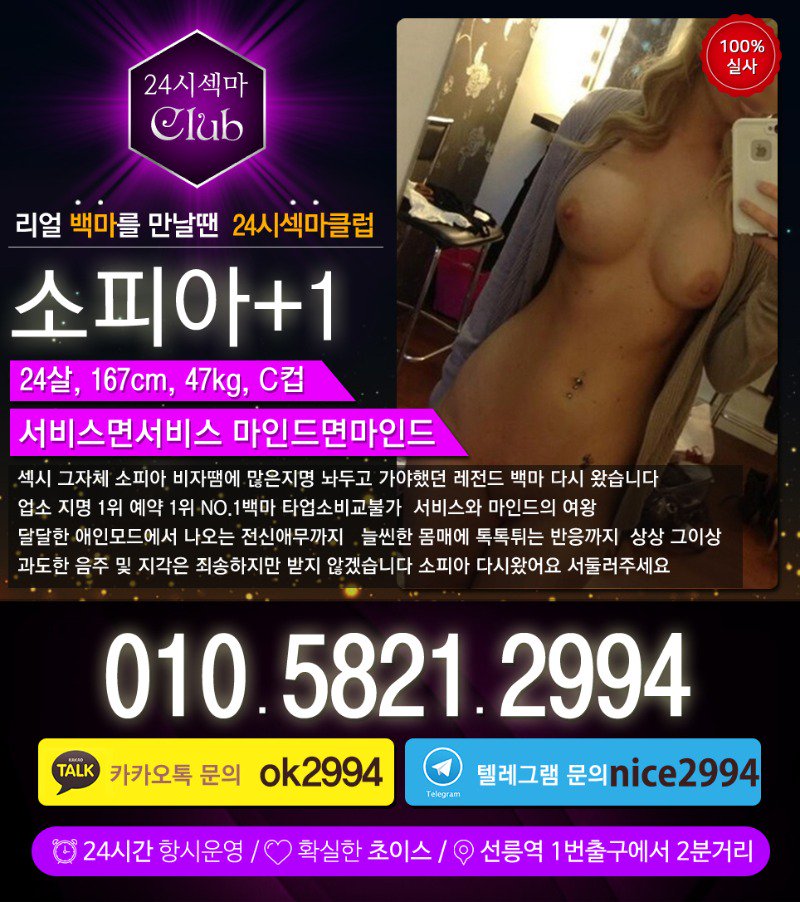 24시섹마
Club
100%
실사
리얼 백마를 만날땐 24시섹마클럽
소피아+1
24살, 167cm, 47kg, C컵
서비스면서비스 마인드면마인드
섹시 그자체 소피아 비자땜에 많은지명 놔두고 가야했던 레전드 백마 다시 왔습니다
업소 지명 1위 예약 1위 NO.1백마 타업소비교불가 서비스와 마인드의 여왕
달달한 애인모드에서 나오는 전신애무까지 늘씬한 몸매에 톡톡튀는 반응까지 상상 그이상
과도한 음주 및 지각은 죄송하지만 받지 않겠습니다 소피아 다시왔어요 서둘러주세요
010.5821.2994
KAKAO
TALK
카카오톡 문의 ok2994
Telegram
텔레그램 문의nice2994
24시간 항시운영 / 확실한 초이스 / 선릉역 1번출구에서 2분거리